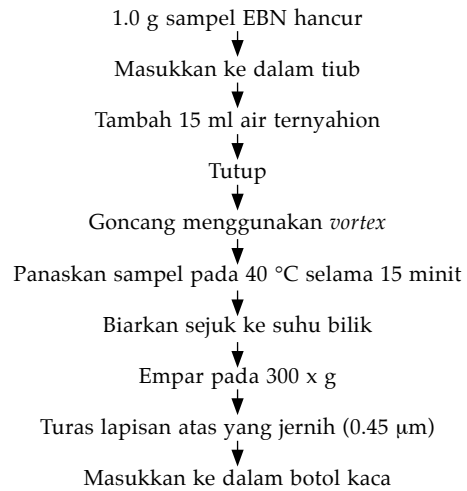 1.0 g sampel EBN hancur
Masukkan ke dalam tiub
Tambah 15 ml air ternyahion
Tutup
Goncang menggunakan vortex
Panaskan sampel pada 40 °C selama 15 minit
Biarkan sejuk ke suhu bilik
Empar pada 300 x g
Turas lapisan atas yang jernih (0.45 µm)
Masukkan ke dalam botol kaca